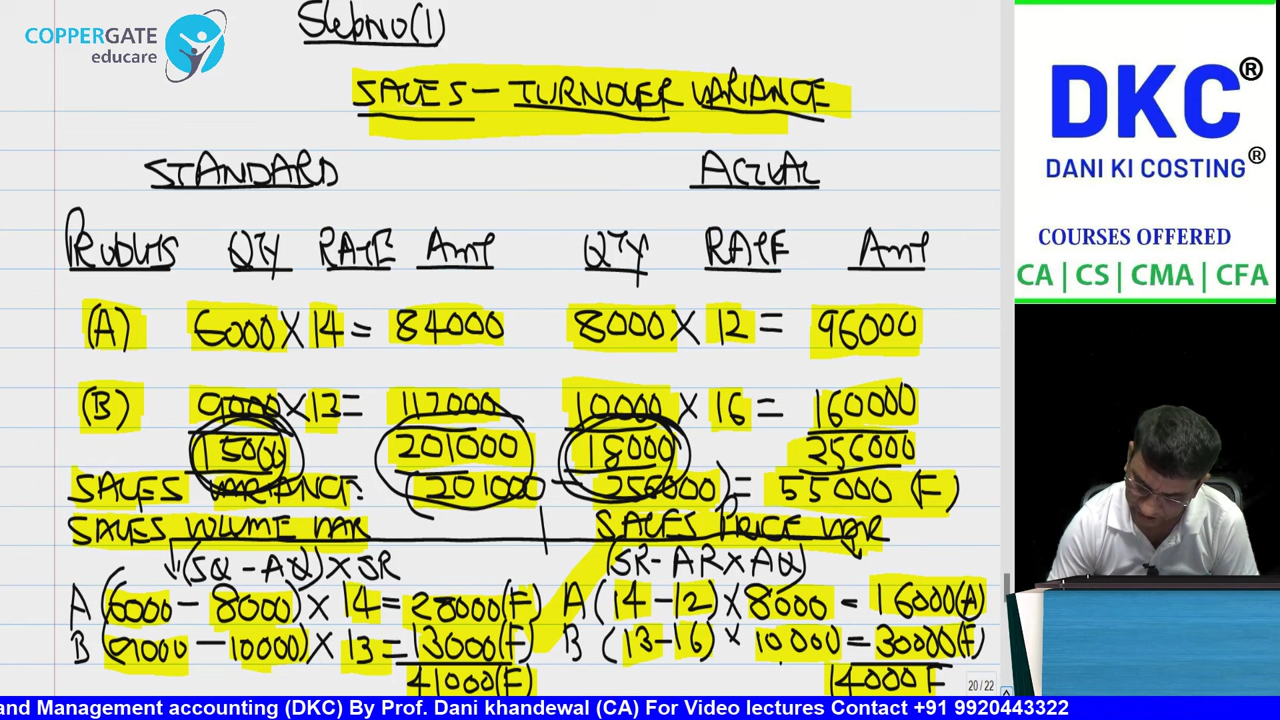 StepNo(1)
COPPERGATE
educare
SALES – TURNOVER VARIANCE
STANDARD ACTUAL
QTY RATE Amt QTY RATE Amt
(A) 6000 X 14 = 84000 8000 X 12 = 96000
(B) 9000 X 13 = 117000 10000 X 16 = 160000
15000 201000 18000 256000
SALES VARIANCE: (201000 – 256000) = 55000 (F)
SALES VOLUME VAR SALES PRICE VAR
(SQ – AQ) X SR (SR – AR X AQ)
A (6000 – 8000) X 14 = 28000 (F) A (14 – 12) X 8000 = 16000 (A)
B (9000 – 10000) X 13 = 13000 (F) B (13 – 16) X 10000 = 30000 (F)
41000 (F) 14000 F
20 / 22
DKC®
DANI KI COSTING®
COURSES OFFERED
CA | CS | CMA | CFA
and Management accounting (DKC) By Prof. Dani khandewal (CA) For Video lectures Contact +91 9920443322